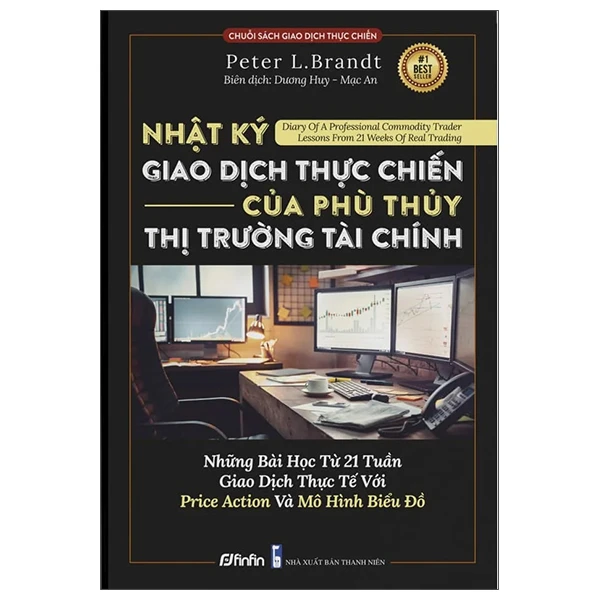 CHUỖI SÁCH GIAO DỊCH THỰC CHIẾN
Peter L.Brandt
Biên dịch: Dương Huy - Mạc An
#1
BEST
SELLER
NHẬT KÝ
Diary Of A Professional Commodity Trader
Lessons From 21 Weeks Of Real Trading
GIAO DỊCH THỰC CHIẾN
CỦA PHÙ THỦY
THỊ TRƯỜNG TÀI CHÍNH
Những Bài Học Từ 21 Tuần
Giao Dịch Thực Tế Với
Price Action Và Mô Hình Biểu Đồ
finfin
NHÀ XUẤT BẢN THANH NIÊN